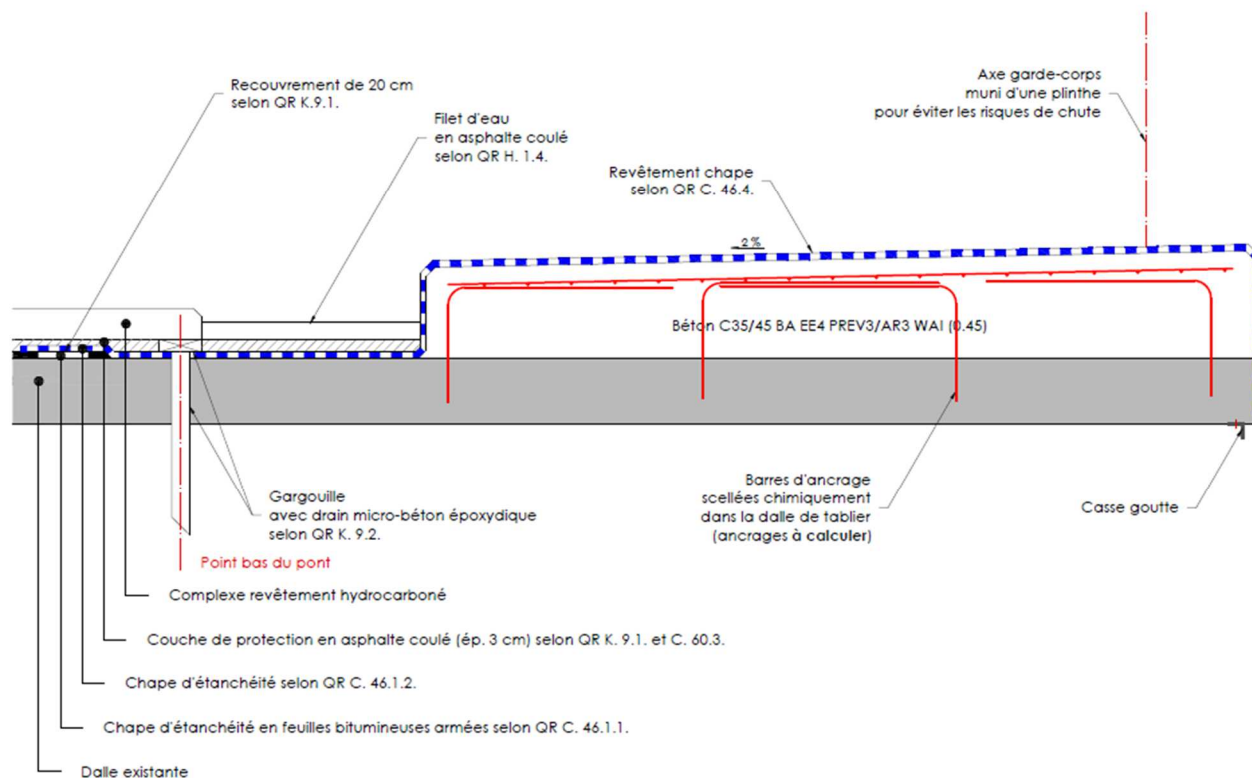 Recouvrement de 20 cm
selon QR K.9.1.
Filet d'eau
en asphalte coulé
selon QR H. 1.4.
Axe garde-corps
muni d'une plinthe
pour éviter les risques de chute
Revêtement chape
selon QR C. 46.4.
2%
Béton C35/45 BA EE4 PREV3/AR3 WAI (0.45)
Gargouille
avec drain micro-béton époxydique
selon QR K. 9.2.
Barres d'ancrage
scellées chimiquement
dans la dalle de tablier
(ancrages à calculer)
Casse goutte
Point bas du pont
Complexe revêtement hydrocarboné
Couche de protection en asphalte coulé (ép. 3 cm) selon QR K. 9.1. et C. 60.3.
Chape d'étanchéité selon QR C. 46.1.2.
Chape d'étanchéité en feuilles bitumineuses armées selon QR C. 46.1.1.
Dalle existante